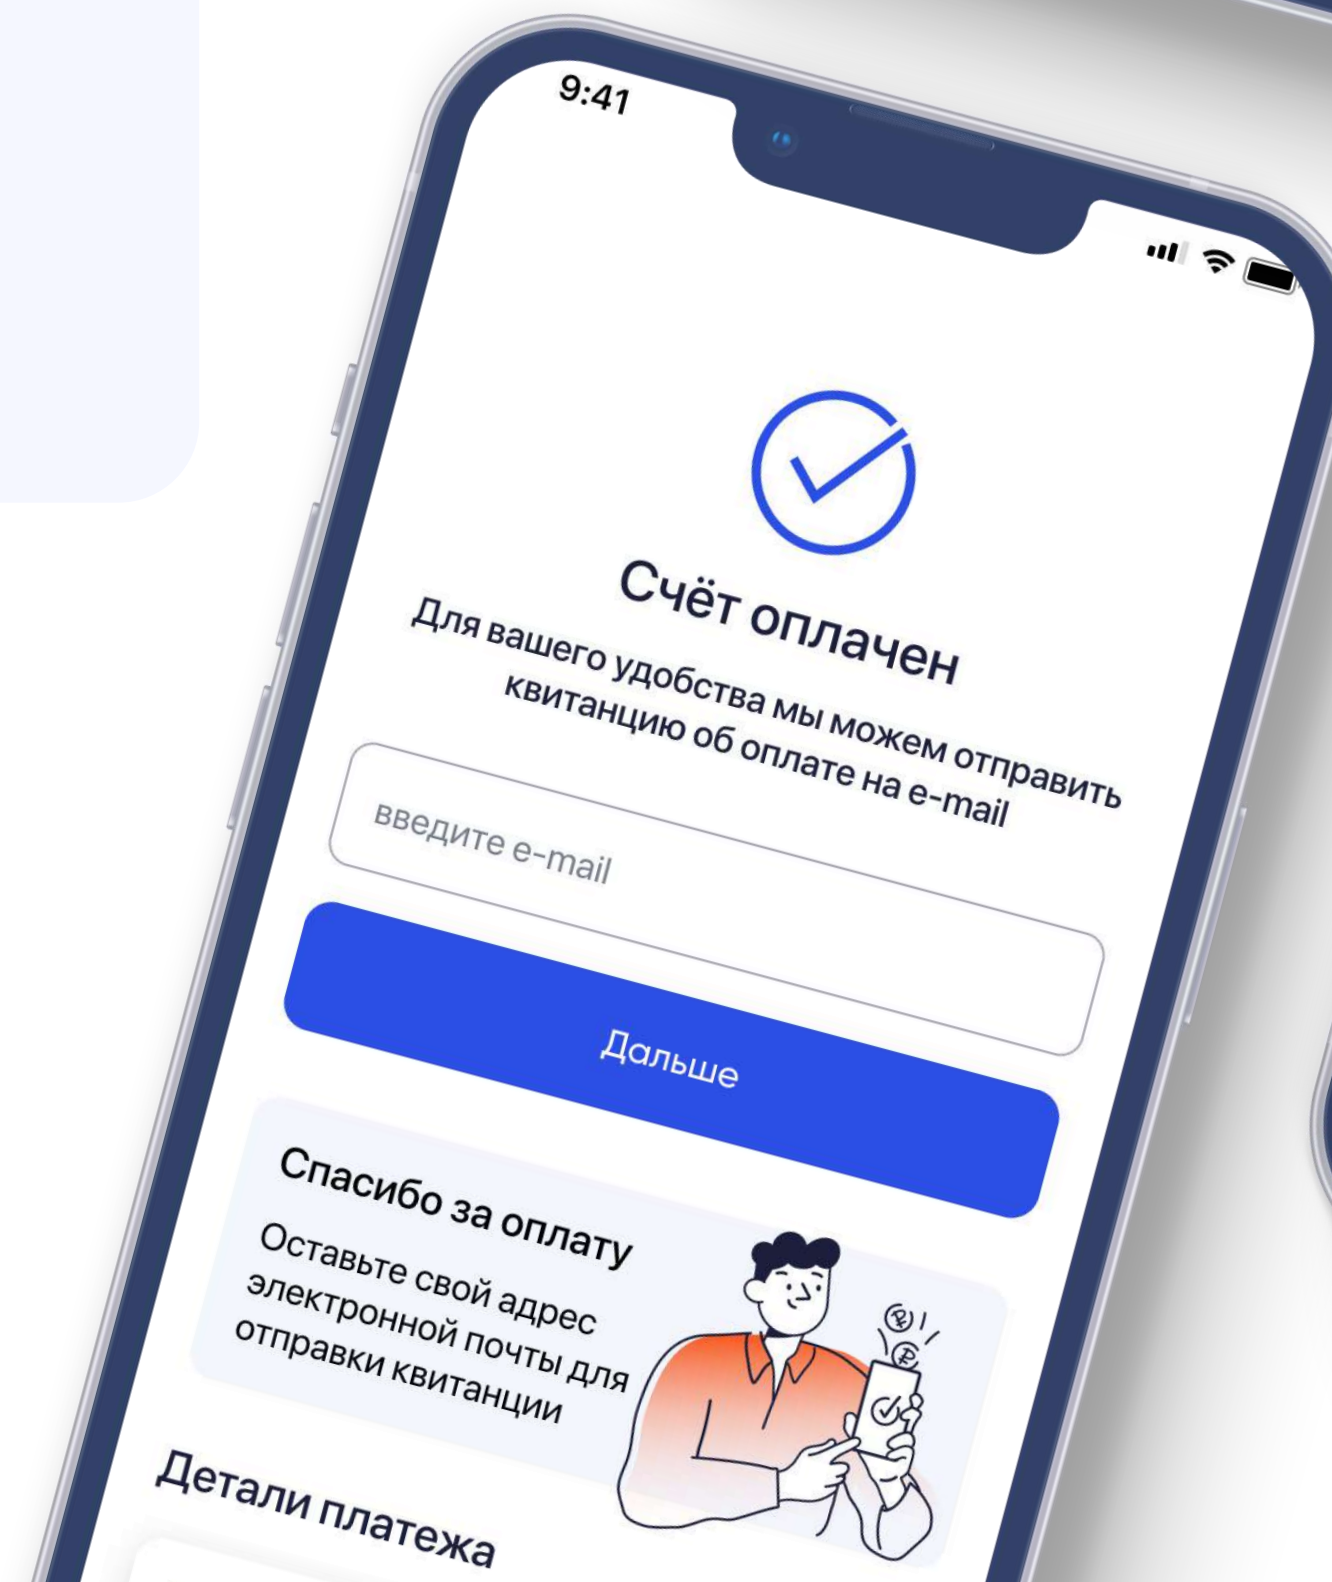 9:41
Счёт оплачен
Для вашего удобства мы можем отправить
квитанцию об оплате на e-mail
введите e-mail
Дальше
Спасибо за оплату
Оставьте свой адрес
электронной почты для
отправки квитанции
Детали платежа